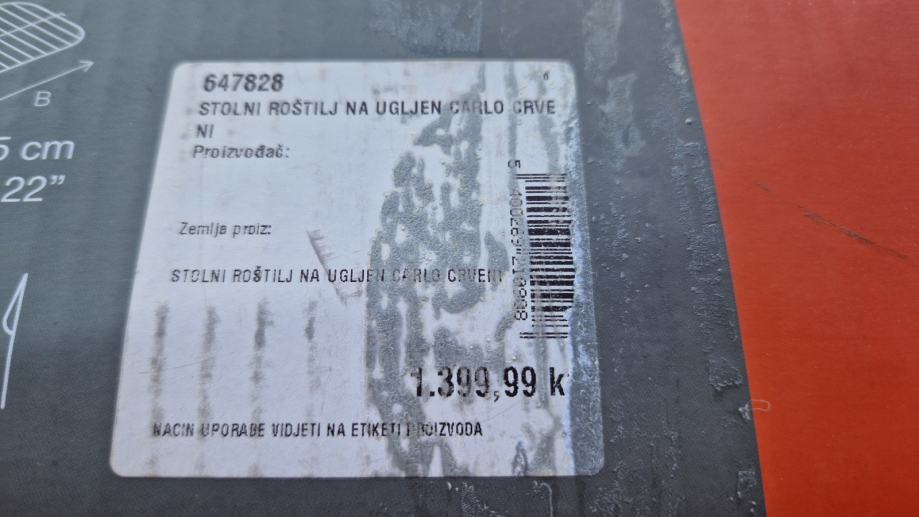 B
5 cm
22”
647828
6
STOLNI ROŠTILJ NA UGLJEN CARLO CRVE
NI
Proizvođač:
Zemlja proiz:
STOLNI ROŠTILJ NA UGLJEN CARLO CRVENI
1.399,99 k
NACIN UPORABE VIDJETI NA ETIKETI PROIZVODA